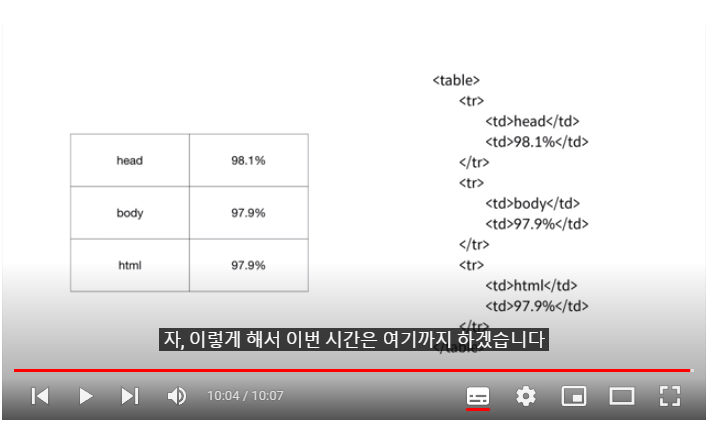 head 98.1%
body 97.9%
html 97.9%
<table>
<tr>
<td>head</td>
<td>98.1%</td>
</tr>
<tr>
<td>body</td>
<td>97.9%</td>
</tr>
<tr>
<td>html</td>
<td>97.9%</td>
</tr>
</table>
자, 이렇게 해서 이번 시간은 여기까지 하겠습니다
10:04 / 10:07